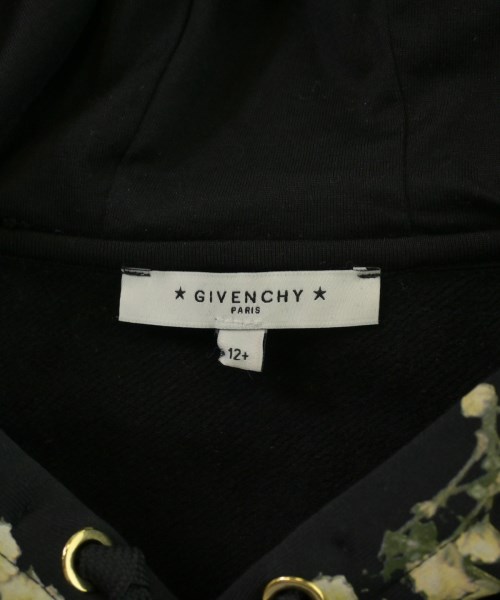 ★ GIVENCHY ★
PARIS
12+